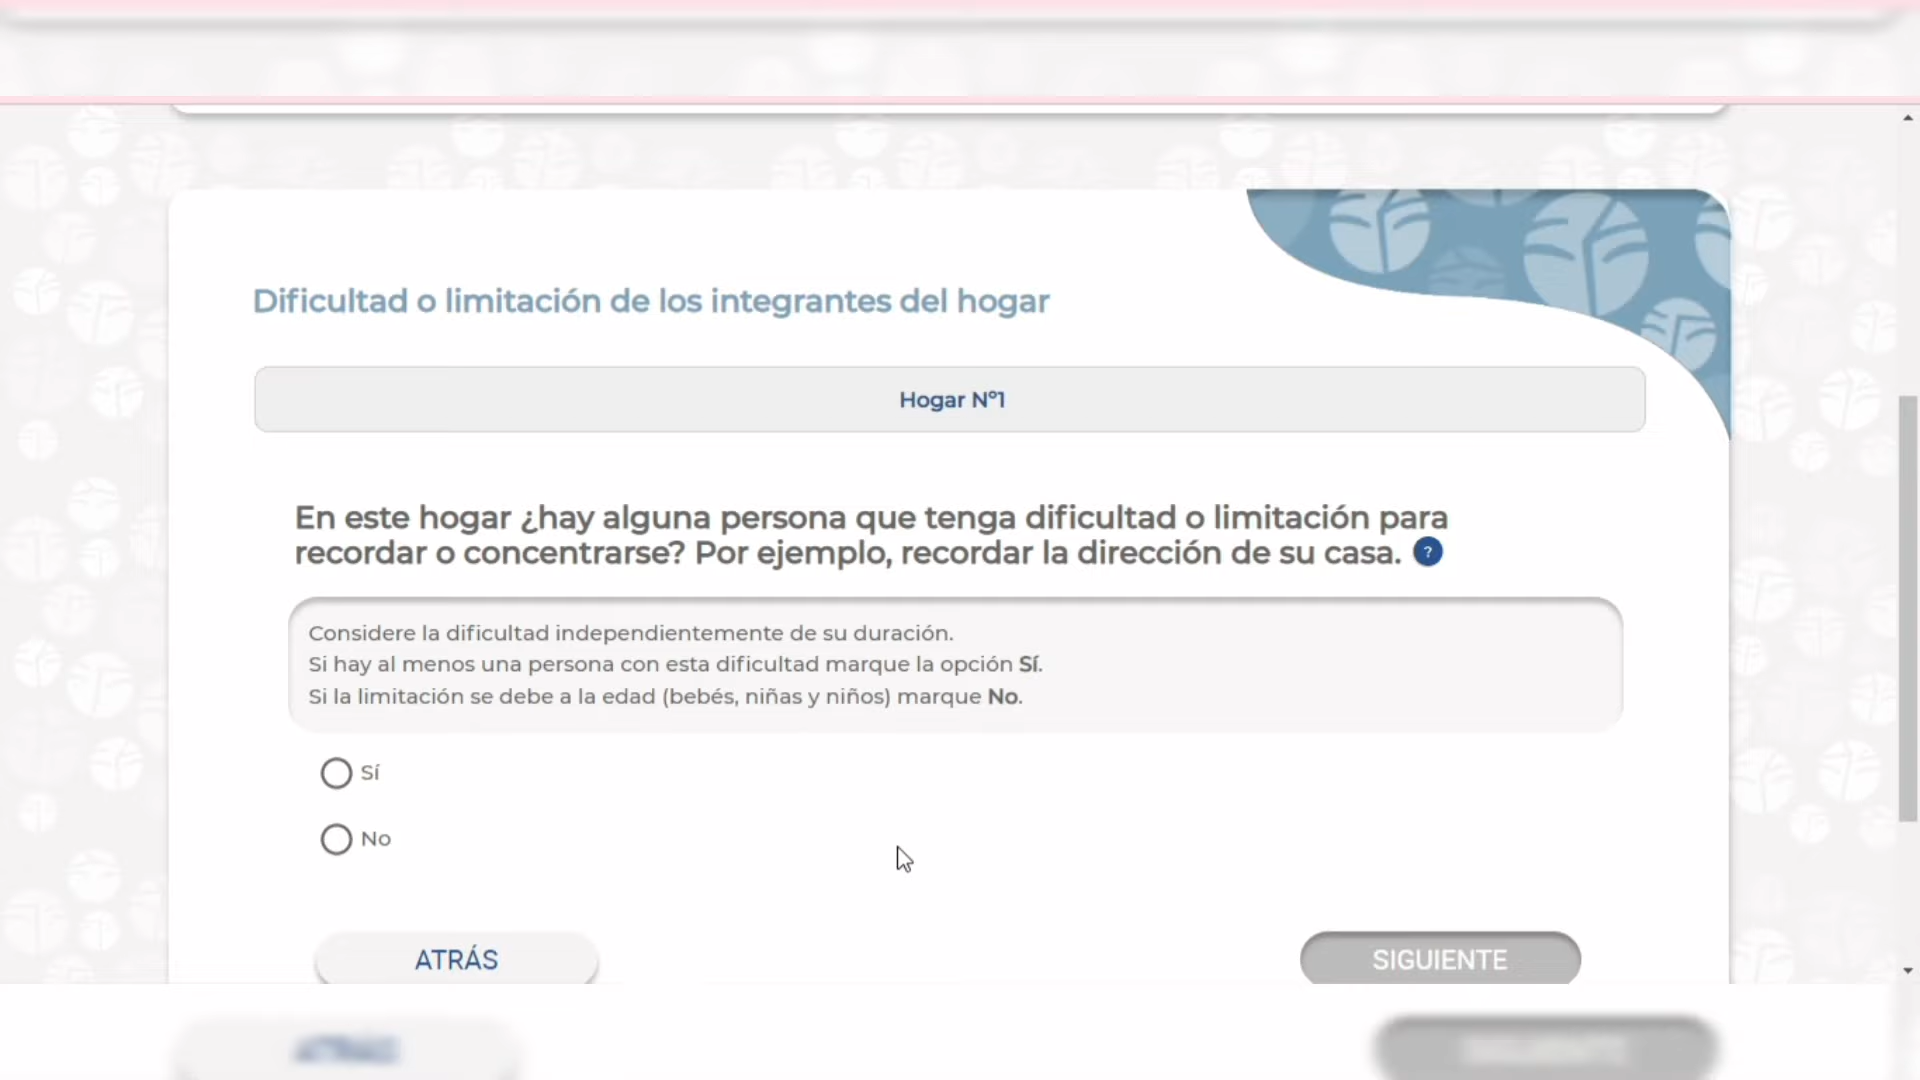 Dificultad o limitación de los integrantes del hogar
Hogar Nº1
En este hogar ¿hay alguna persona que tenga dificultad o limitación para
recordar o concentrarse? Por ejemplo, recordar la dirección de su casa. ?
Considere la dificultad independientemente de su duración.
Si hay al menos una persona con esta dificultad marque la opción Sí.
Si la limitación se debe a la edad (bebés, niñas y niños) marque No.
Sí
No
ATRÁS
SIGUIENTE